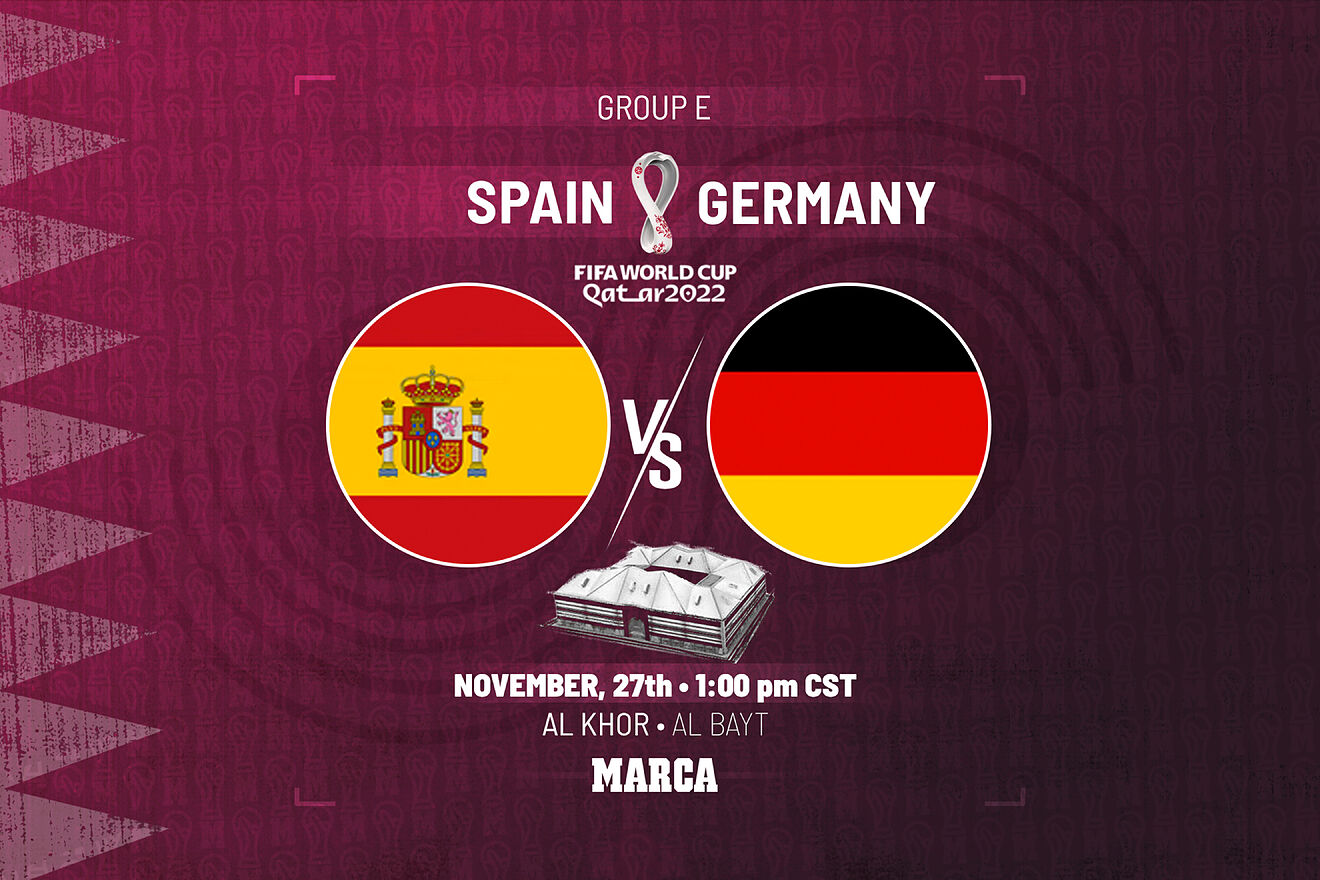 GROUP E
SPAIN GERMANY
FIFA WORLD CUP
Qatar2022
VS
NOVEMBER, 27th • 1:00 pm CST
AL KHOR • AL BAYT
MARCA